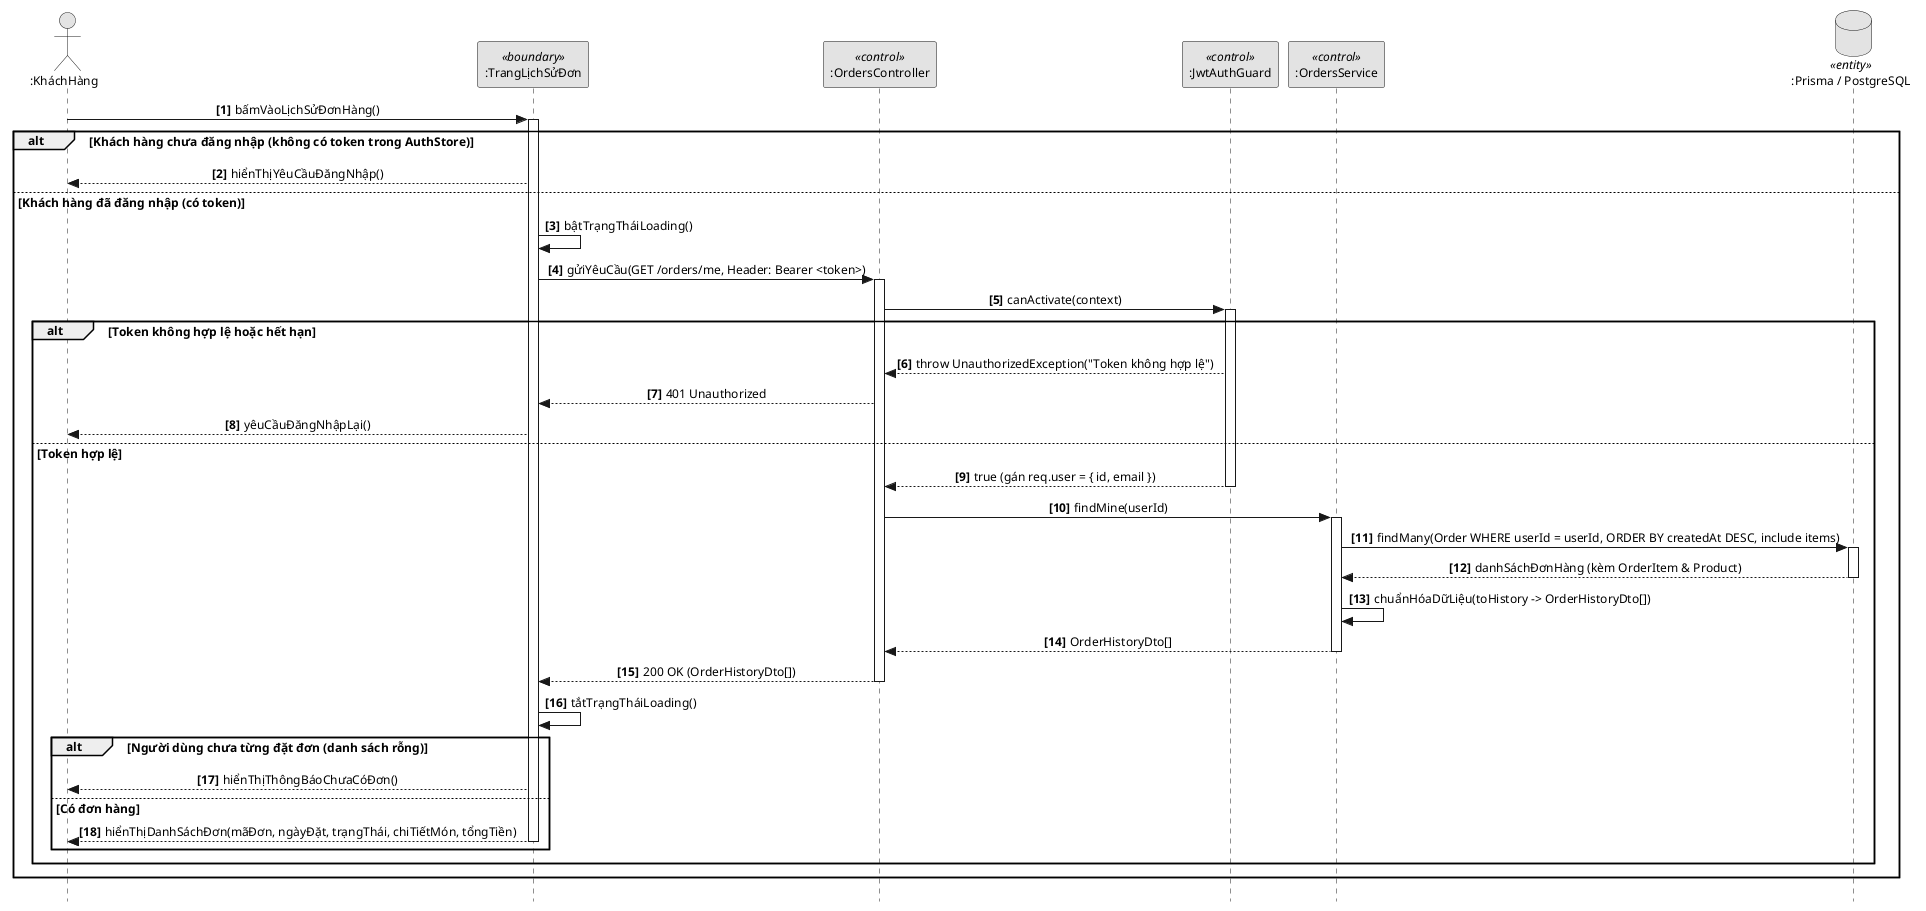 :KháchHàng
«boundary»
:TrangLịchSửĐơn
«control»
:OrdersController
«control»
:JwtAuthGuard
«control»
:OrdersService
«entity»
:Prisma / PostgreSQL
[1] bấmVàoLịchSửĐơnHàng()
alt [Khách hàng chưa đăng nhập (không có token trong AuthStore)]
[2] hiểnThịYêuCầuĐăngNhập()
[Khách hàng đã đăng nhập (có token)]
[3] bậtTrạngTháiLoading()
[4] gửiYêuCầu(GET /orders/me, Header: Bearer <token>)
[5] canActivate(context)
alt [Token không hợp lệ hoặc hết hạn]
[6] throw UnauthorizedException("Token không hợp lệ")
[7] 401 Unauthorized
[8] yêuCầuĐăngNhậpLại()
[Token hợp lệ]
[9] true (gán req.user = { id, email })
[10] findMine(userId)
[11] findMany(Order WHERE userId = userId, ORDER BY createdAt DESC, include items)
[12] danhSáchĐơnHàng (kèm OrderItem & Product)
[13] chuẩnHóaDữLiệu(toHistory -> OrderHistoryDto[])
[14] OrderHistoryDto[]
[15] 200 OK (OrderHistoryDto[])
[16] tắtTrạngTháiLoading()
alt [Người dùng chưa từng đặt đơn (danh sách rỗng)]
[17] hiểnThịThôngBáoChưaCóĐơn()
[Có đơn hàng]
[18] hiểnThịDanhSáchĐơn(mãĐơn, ngàyĐặt, trạngThái, chiTiếtMón, tổngTiền)